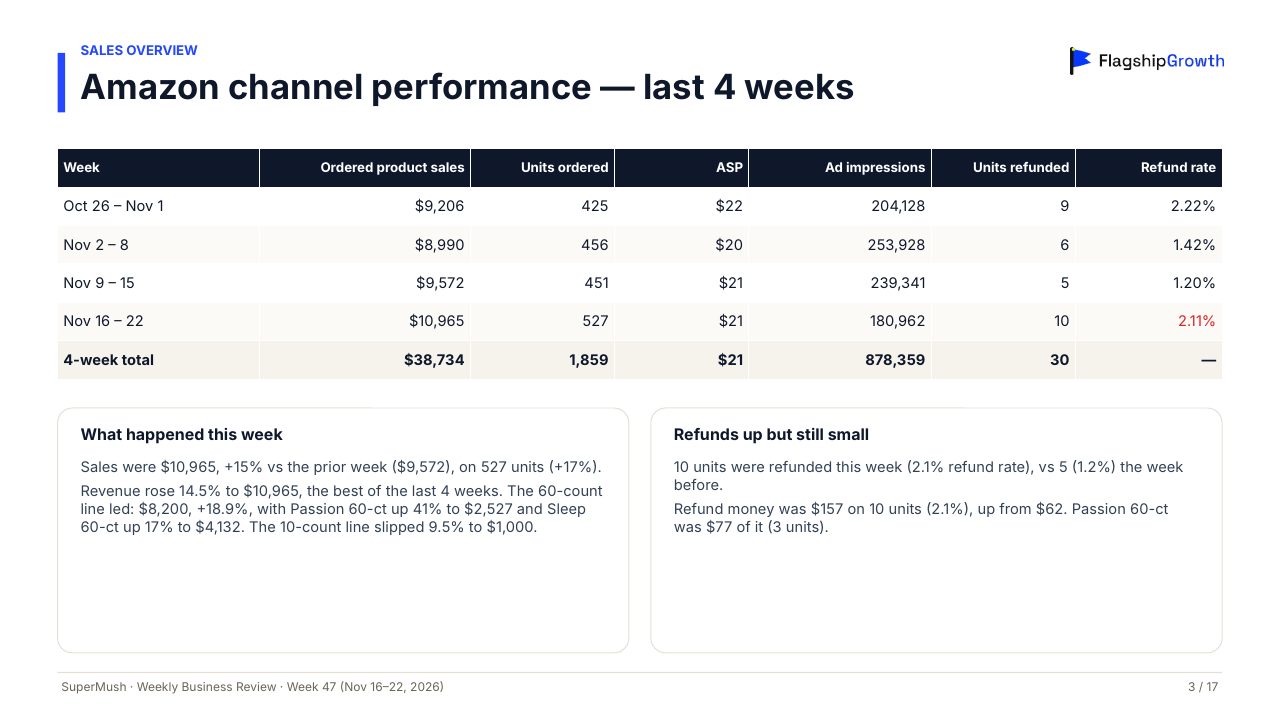 SALES OVERVIEW
Amazon channel performance — last 4 weeks
FlagshipGrowth
Week Ordered product sales Units ordered ASP Ad impressions Units refunded Refund rate
Oct 26 – Nov 1 $9,206 425 $22 204,128 9 2.22%
Nov 2 – 8 $8,990 456 $20 253,928 6 1.42%
Nov 9 – 15 $9,572 451 $21 239,341 5 1.20%
Nov 16 – 22 $10,965 527 $21 180,962 10 2.11%
4-week total $38,734 1,859 $21 878,359 30 —
What happened this week
Sales were $10,965, +15% vs the prior week ($9,572), on 527 units (+17%).
Revenue rose 14.5% to $10,965, the best of the last 4 weeks. The 60-count
line led: $8,200, +18.9%, with Passion 60-ct up 41% to $2,527 and Sleep
60-ct up 17% to $4,132. The 10-count line slipped 9.5% to $1,000.
Refunds up but still small
10 units were refunded this week (2.1% refund rate), vs 5 (1.2%) the week
before.
Refund money was $157 on 10 units (2.1%), up from $62. Passion 60-ct
was $77 of it (3 units).
SuperMush · Weekly Business Review · Week 47 (Nov 16–22, 2026)
3 / 17